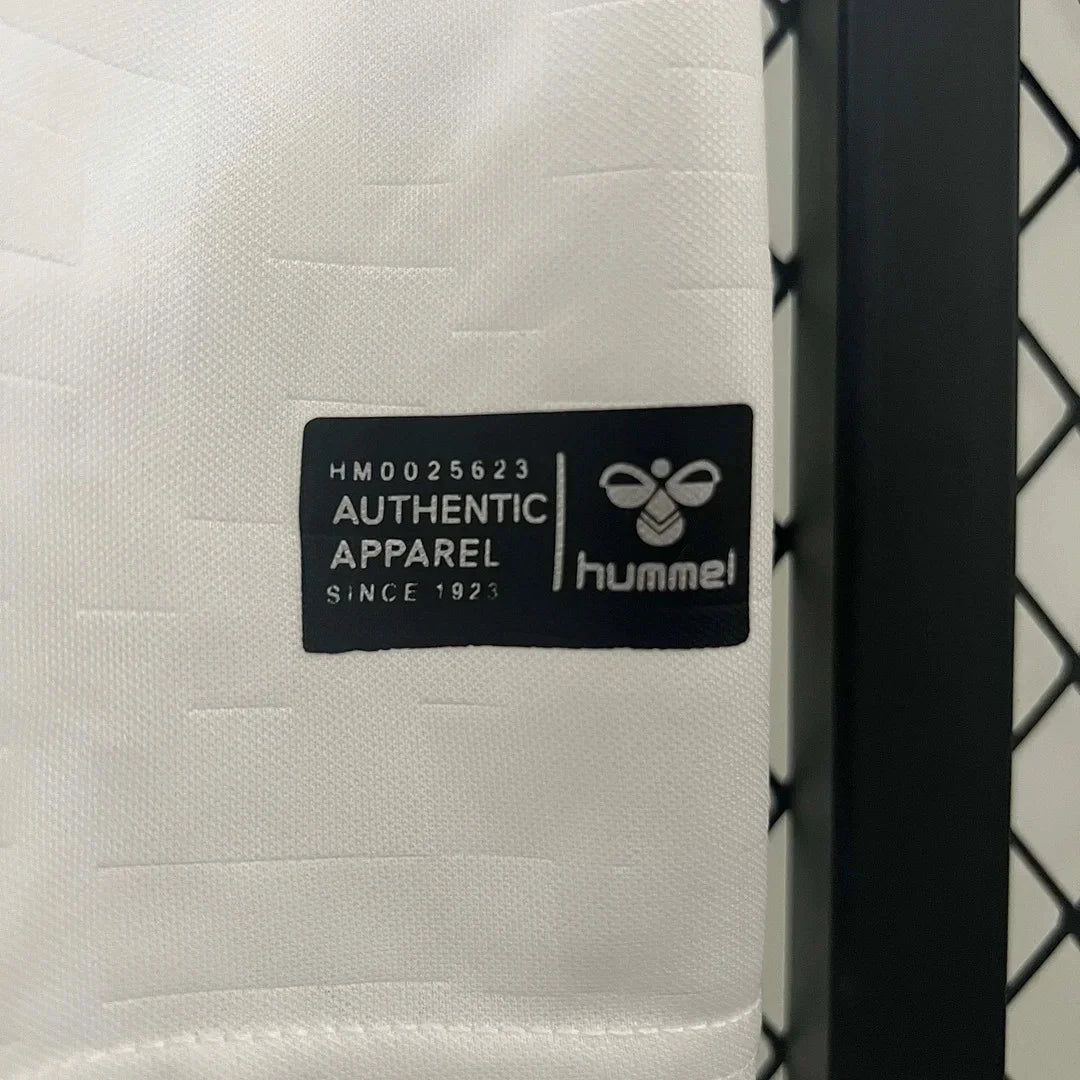 HM0025623
AUTHENTIC
APPAREL
SINCE 1923
hummel